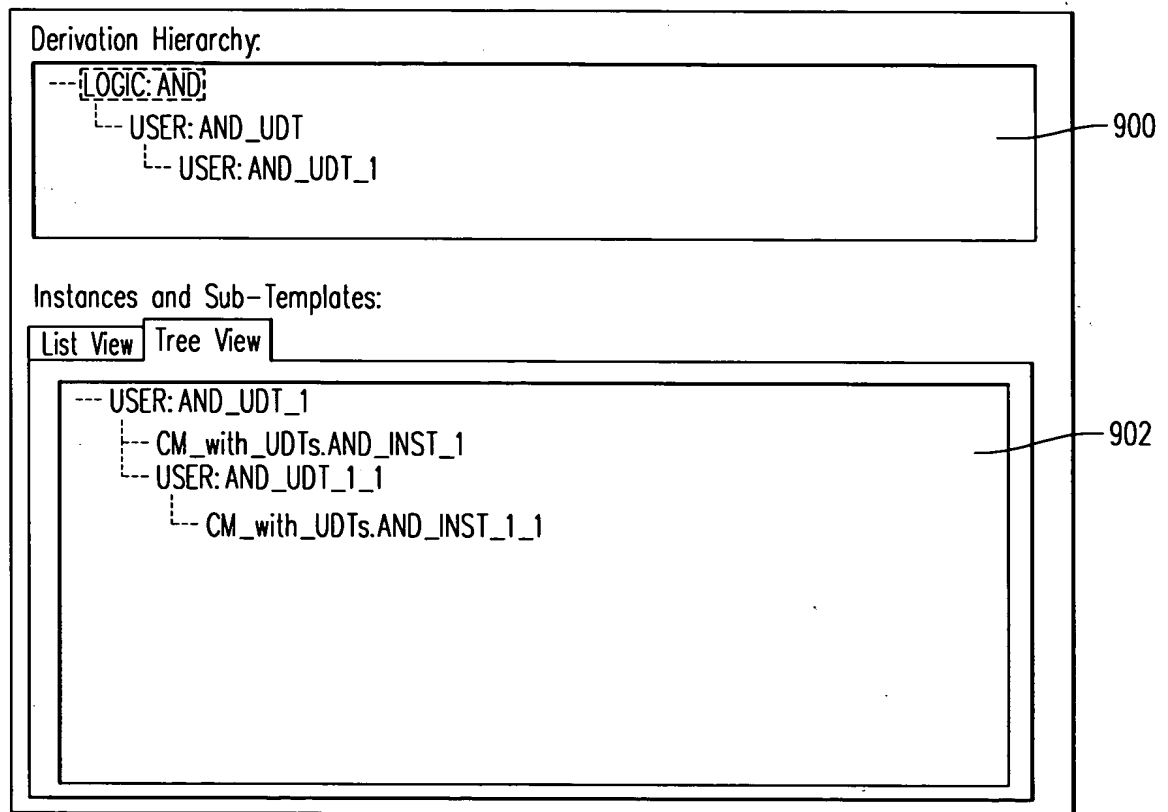 Derivation Hierarchy:
LOGIC: AND
USER: AND_UDT
USER: AND_UDT_1
900
Instances and Sub-Templates:
List View Tree View
USER: AND_UDT_1
CM_with_UDTs.AND_INST_1
902
USER: AND_UDT_1_1
CM_with_UDTs.AND_INST_1_1